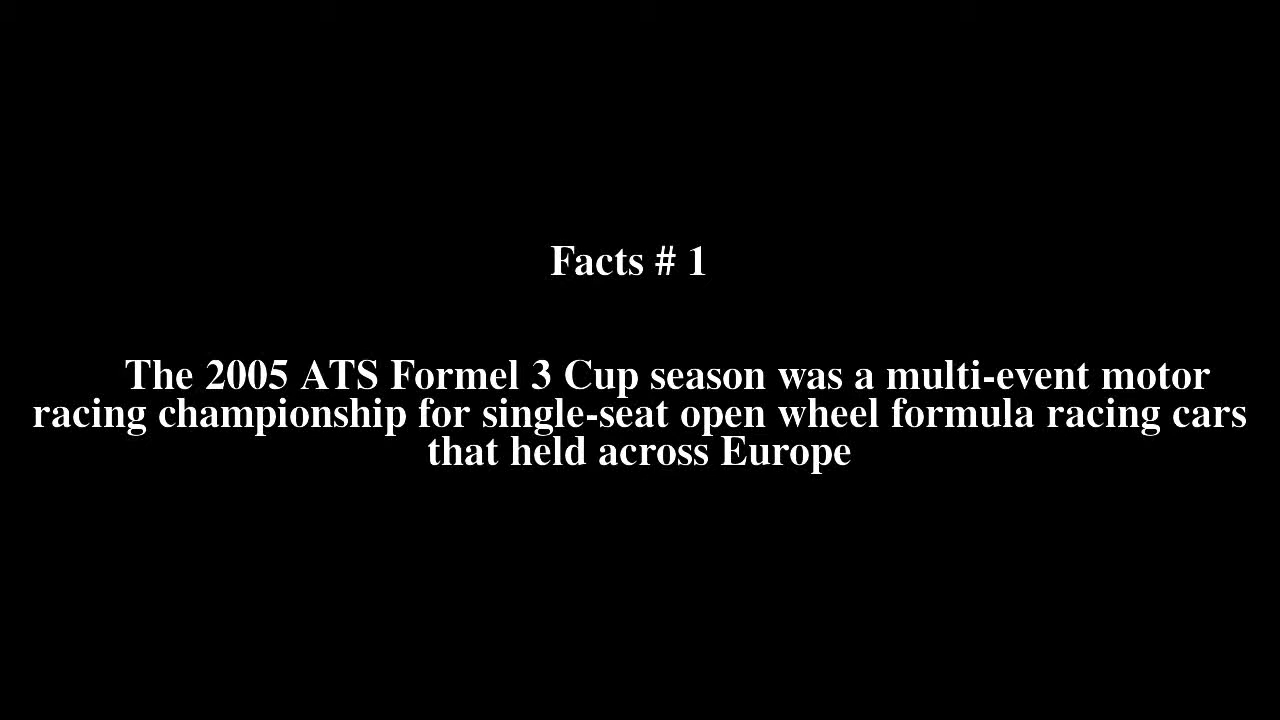 Facts # 1
The 2005 ATS Formel 3 Cup season was a multi-event motor
racing championship for single-seat open wheel formula racing cars
that held across Europe